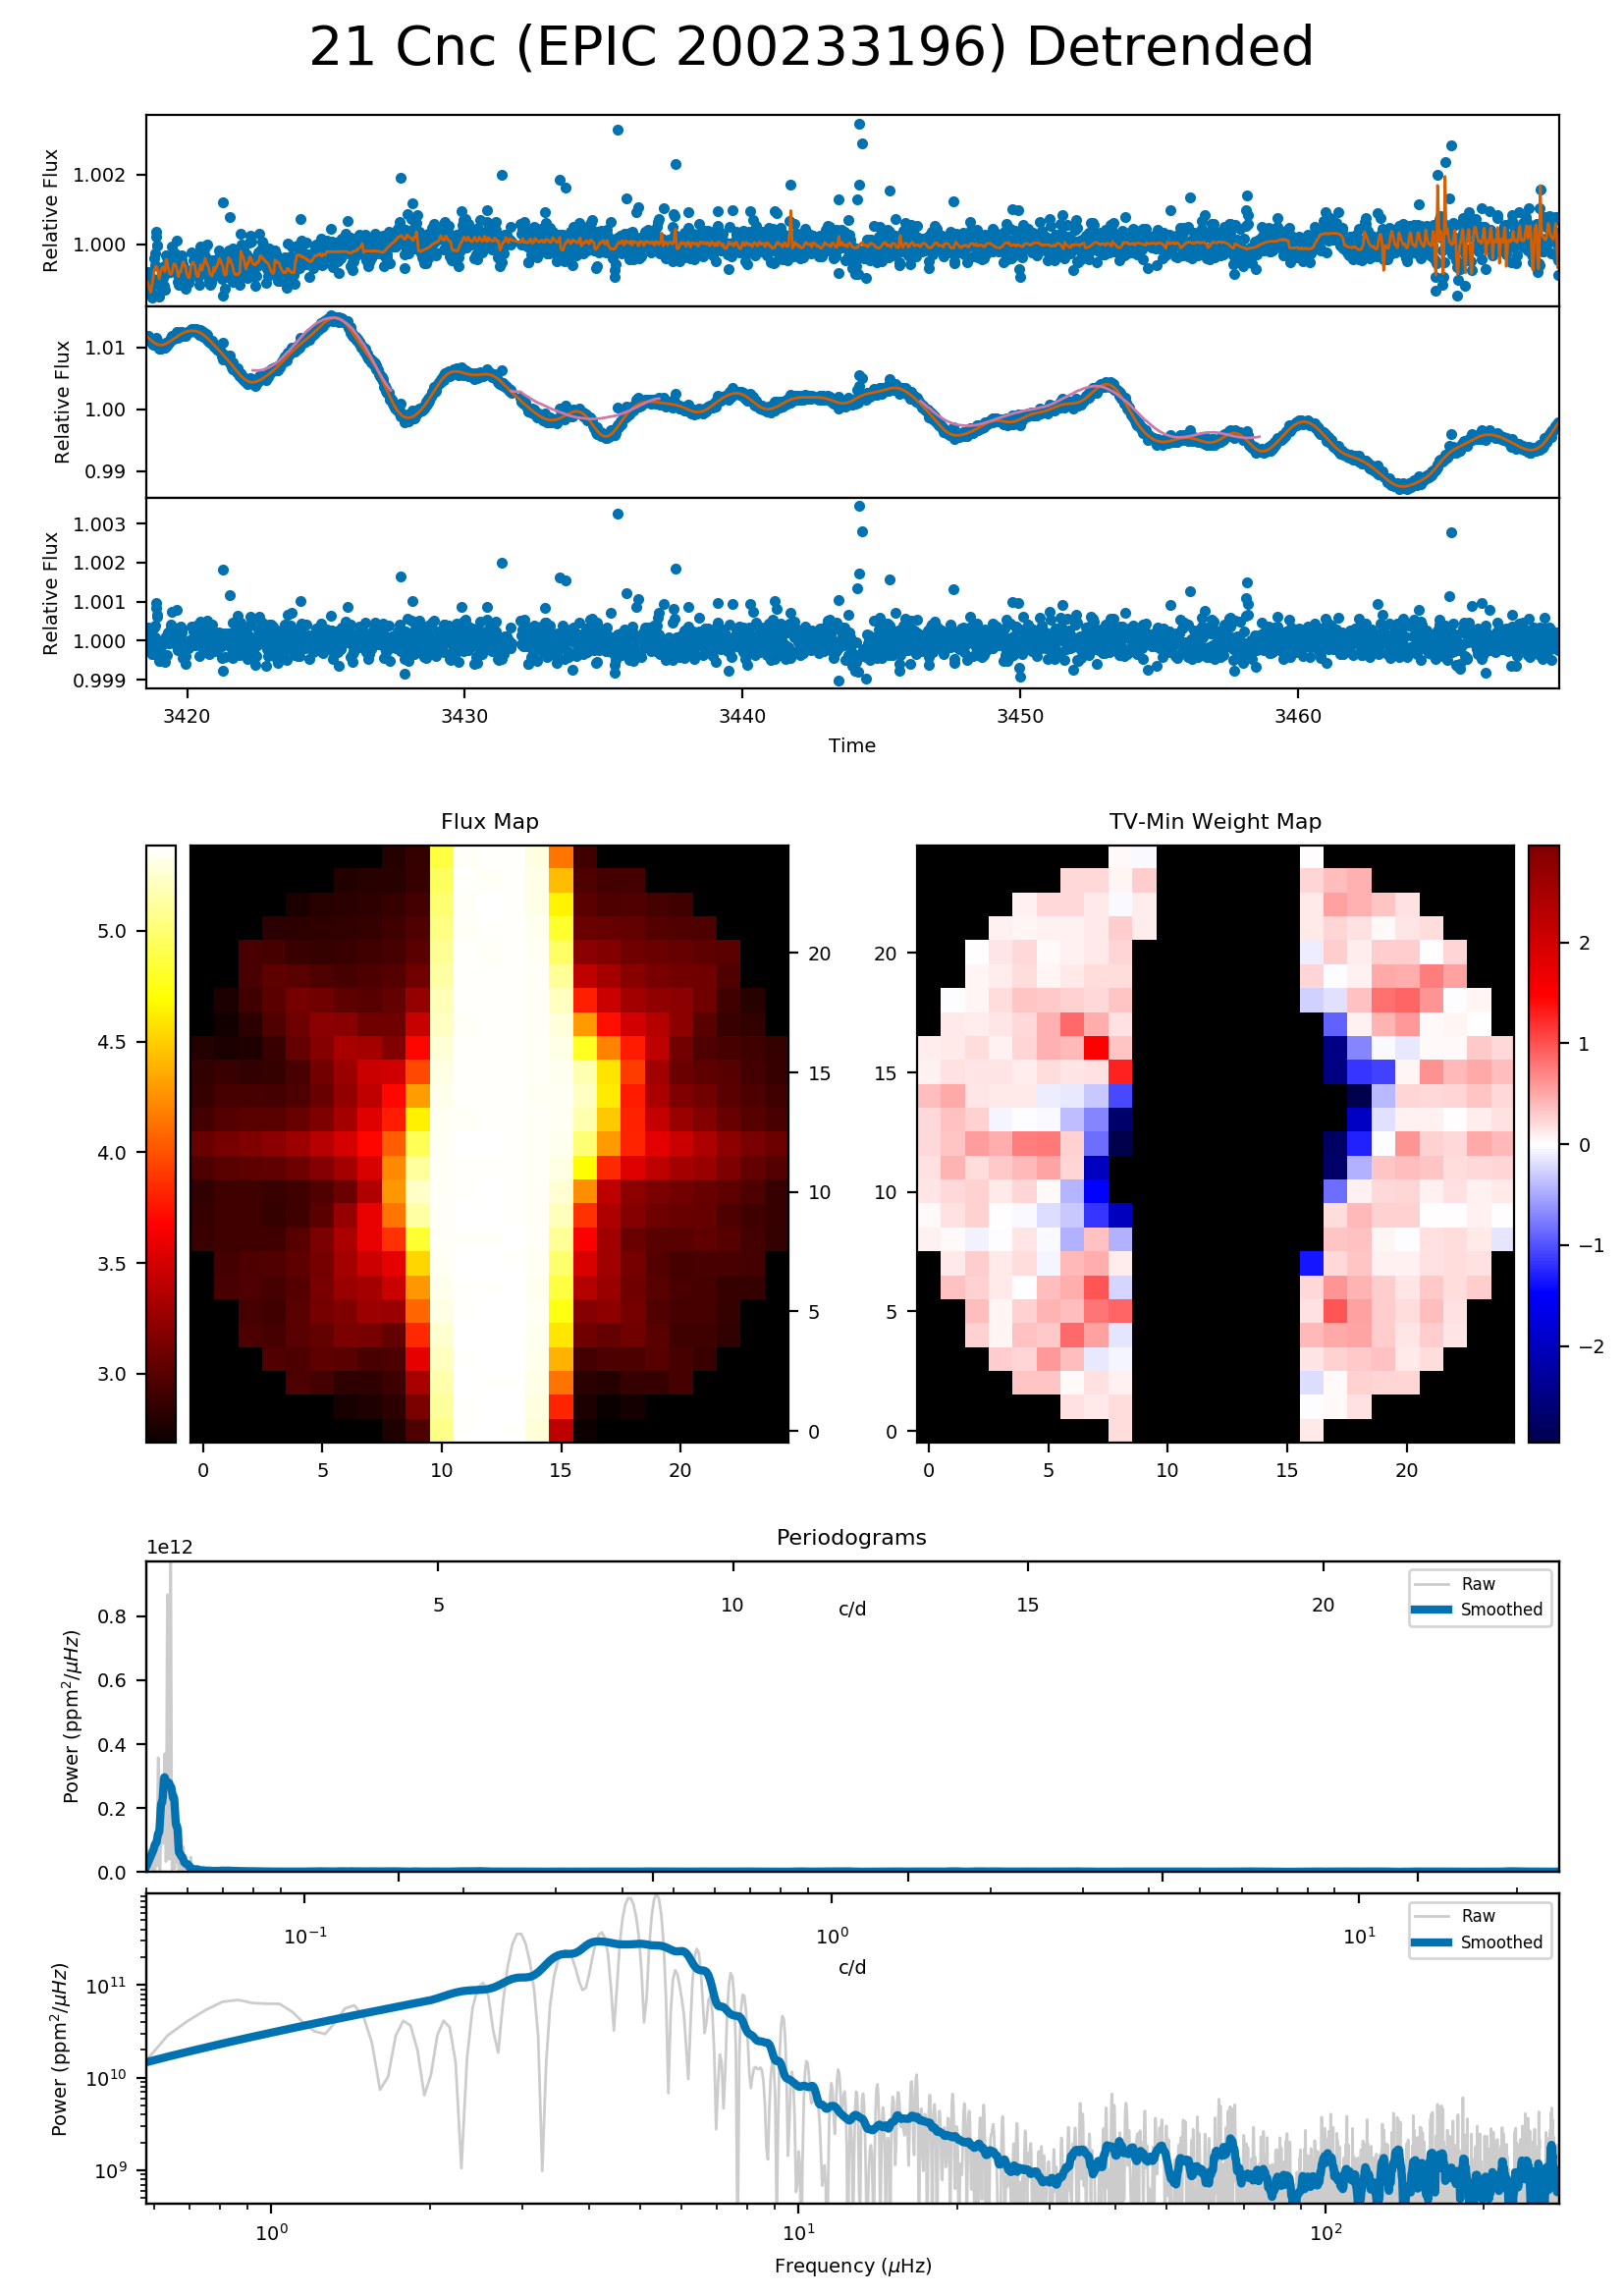 21 Cnc (EPIC 200233196) Detrended
Relative Flux
1.002
1.000
Relative Flux
1.01
1.00
0.99
Relative Flux
1.003
1.002
1.001
1.000
0.999
3420 3430 3440 3450 3460
Time
Flux Map
5.0
4.5
4.0
3.5
3.0
20
15
10
5
0
0 5 10 15 20
TV-Min Weight Map
20
15
10
5
0
0 5 10 15 20
2
1
0
−1
−2
Periodograms
1e12
Power (ppm²/μHz)
0.8
0.6
0.4
0.2
0.0
5 10 15 20
c/d
Raw
Smoothed
Power (ppm²/μHz)
10¹¹
10¹⁰
10⁹
10⁻¹ 10⁰ 10¹
c/d
Raw
Smoothed
10⁰ 10¹ 10²
Frequency (μHz)